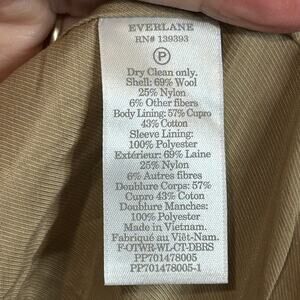 EVERLANE
RN# 139393
P
Dry Clean only.
Shell: 69% Wool
25% Nylon
6% Other fibers
Body Lining: 57% Cupro
43% Cotton
Sleeve Lining:
100% Polyester
Extérieur: 69% Laine
25% Nylon
6% Autres fibres
Doublure Corps: 57%
Cupro 43% Coton
Doublure Manches:
100% Polyester
Made in Vietnam.
Fabriqué au Viêt-Nam.
F-OTWR-WL-CT-DBRS
PP701478005
PP701478005-1